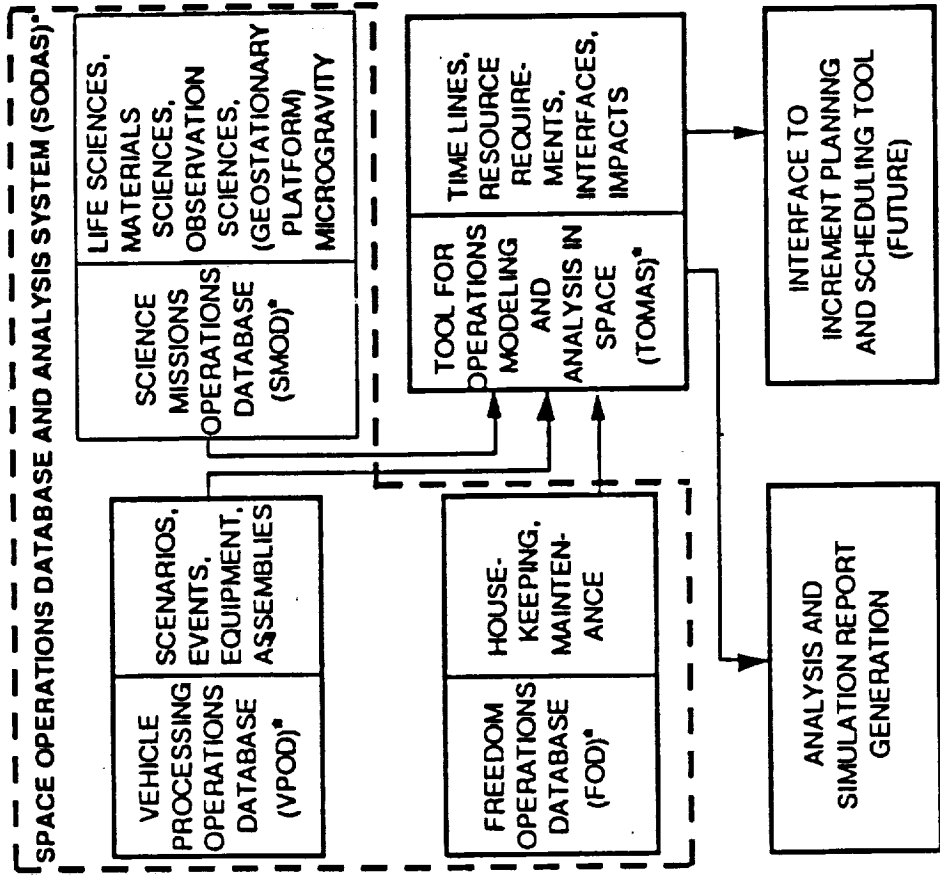 SPACE OPERATIONS DATABASE AND ANALYSIS SYSTEM (SODAS)*
VEHICLE
PROCESSING
OPERATIONS
DATABASE
(VPOD)*
SCENARIOS,
EVENTS,
EQUIPMENT,
ASSEMBLIES
SCIENCE
MISSIONS
OPERATIONS
DATABASE
(SMOD)*
LIFE SCIENCES,
MATERIALS
SCIENCES,
OBSERVATION
SCIENCES,
(GEOSTATIONARY
PLATFORM)
MICROGRAVITY
FREEDOM
OPERATIONS
DATABASE
(FOD)*
HOUSE-
KEEPING,
MAINTEN-
ANCE
TOOL FOR
OPERATIONS
MODELING
AND
ANALYSIS IN
SPACE
(TOMAS)*
TIME LINES,
RESOURCE
REQUIRE-
MENTS,
INTERFACES,
IMPACTS
ANALYSIS AND
SIMULATION REPORT
GENERATION
INTERFACE TO
INCREMENT PLANNING
AND SCHEDULING TOOL
(FUTURE)